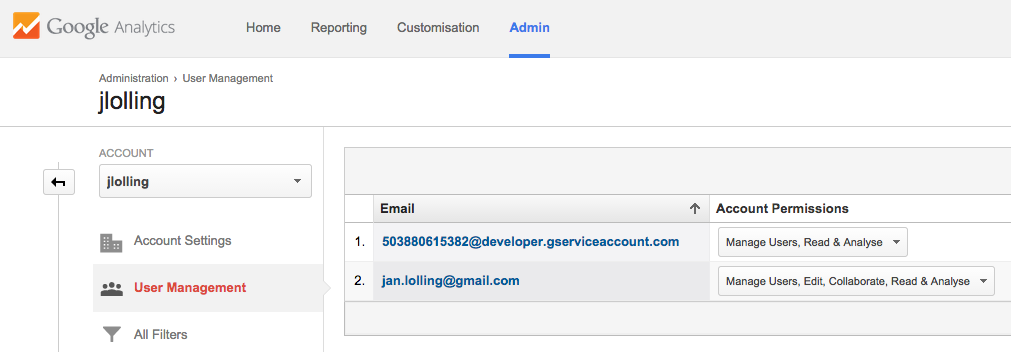 Google Analytics Home Reporting Customisation Admin
Administration › User Management
jlolling
ACCOUNT
jlolling
Account Settings
User Management
All Filters
Email Account Permissions
1. 503880615382@developer.gserviceaccount.com Manage Users, Read & Analyse
2. jan.lolling@gmail.com Manage Users, Edit, Collaborate, Read & Analyse